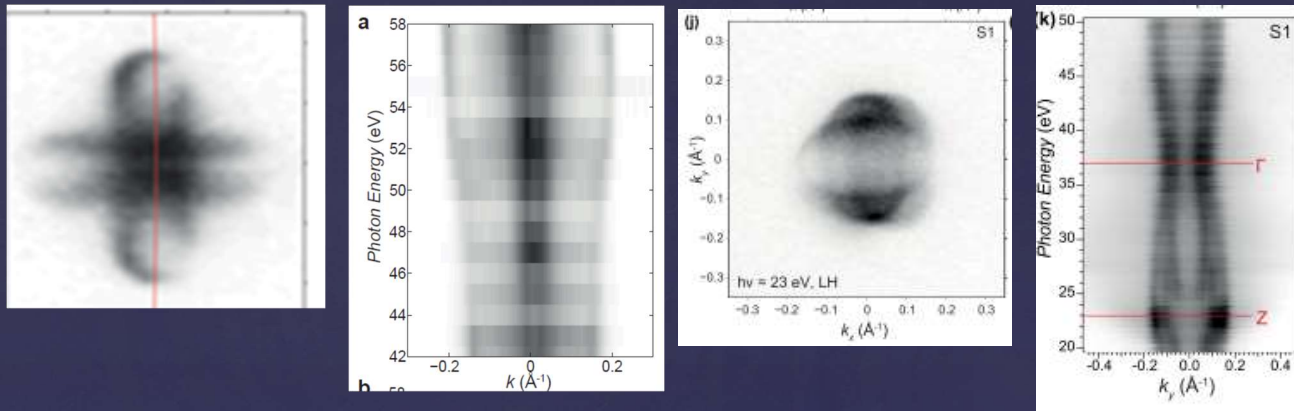 a
58
56
54
52
50
48
46
44
42
Photon Energy (eV)
−0.2
0
0.2
k (Å⁻¹)
b
(j)
S1
0.3
0.2
0.1
0
−0.1
−0.2
−0.3
k_y (Å⁻¹)
hν = 23 eV, LH
−0.3
−0.2
−0.1
0
0.1
0.2
0.3
k_x (Å⁻¹)
(k)
S1
50
45
40
35
30
25
20
Photon Energy (eV)
Γ
Z
-0.4
-0.2
0.0
0.2
0.4
k_y (Å⁻¹)